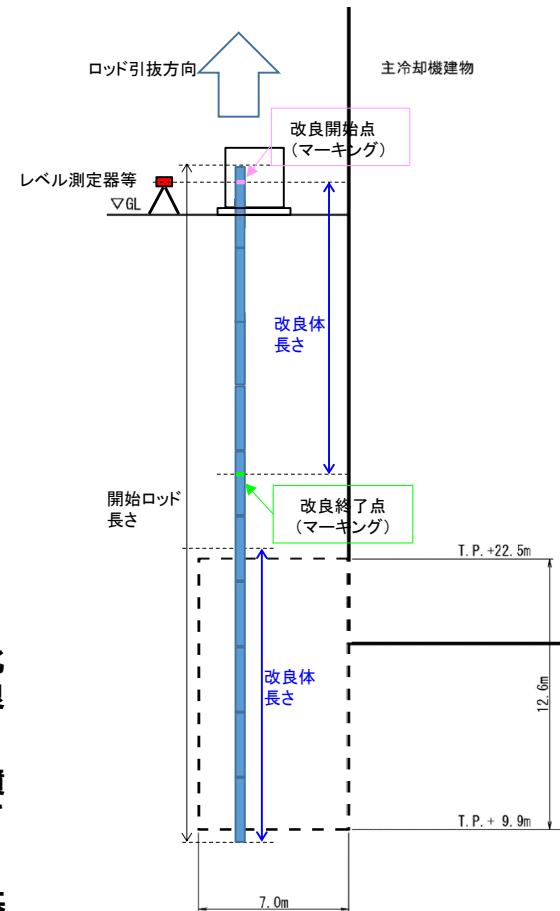 ロッド引抜方向
主冷却機建物
改良開始点
（マーキング）
レベル測定器等
▽GL
改良体
長さ
開始ロッド
長さ
改良終了点
（マーキング）
T.P.+22.5m
改良体
長さ
12.6m
T.P.+ 9.9m
7.0m